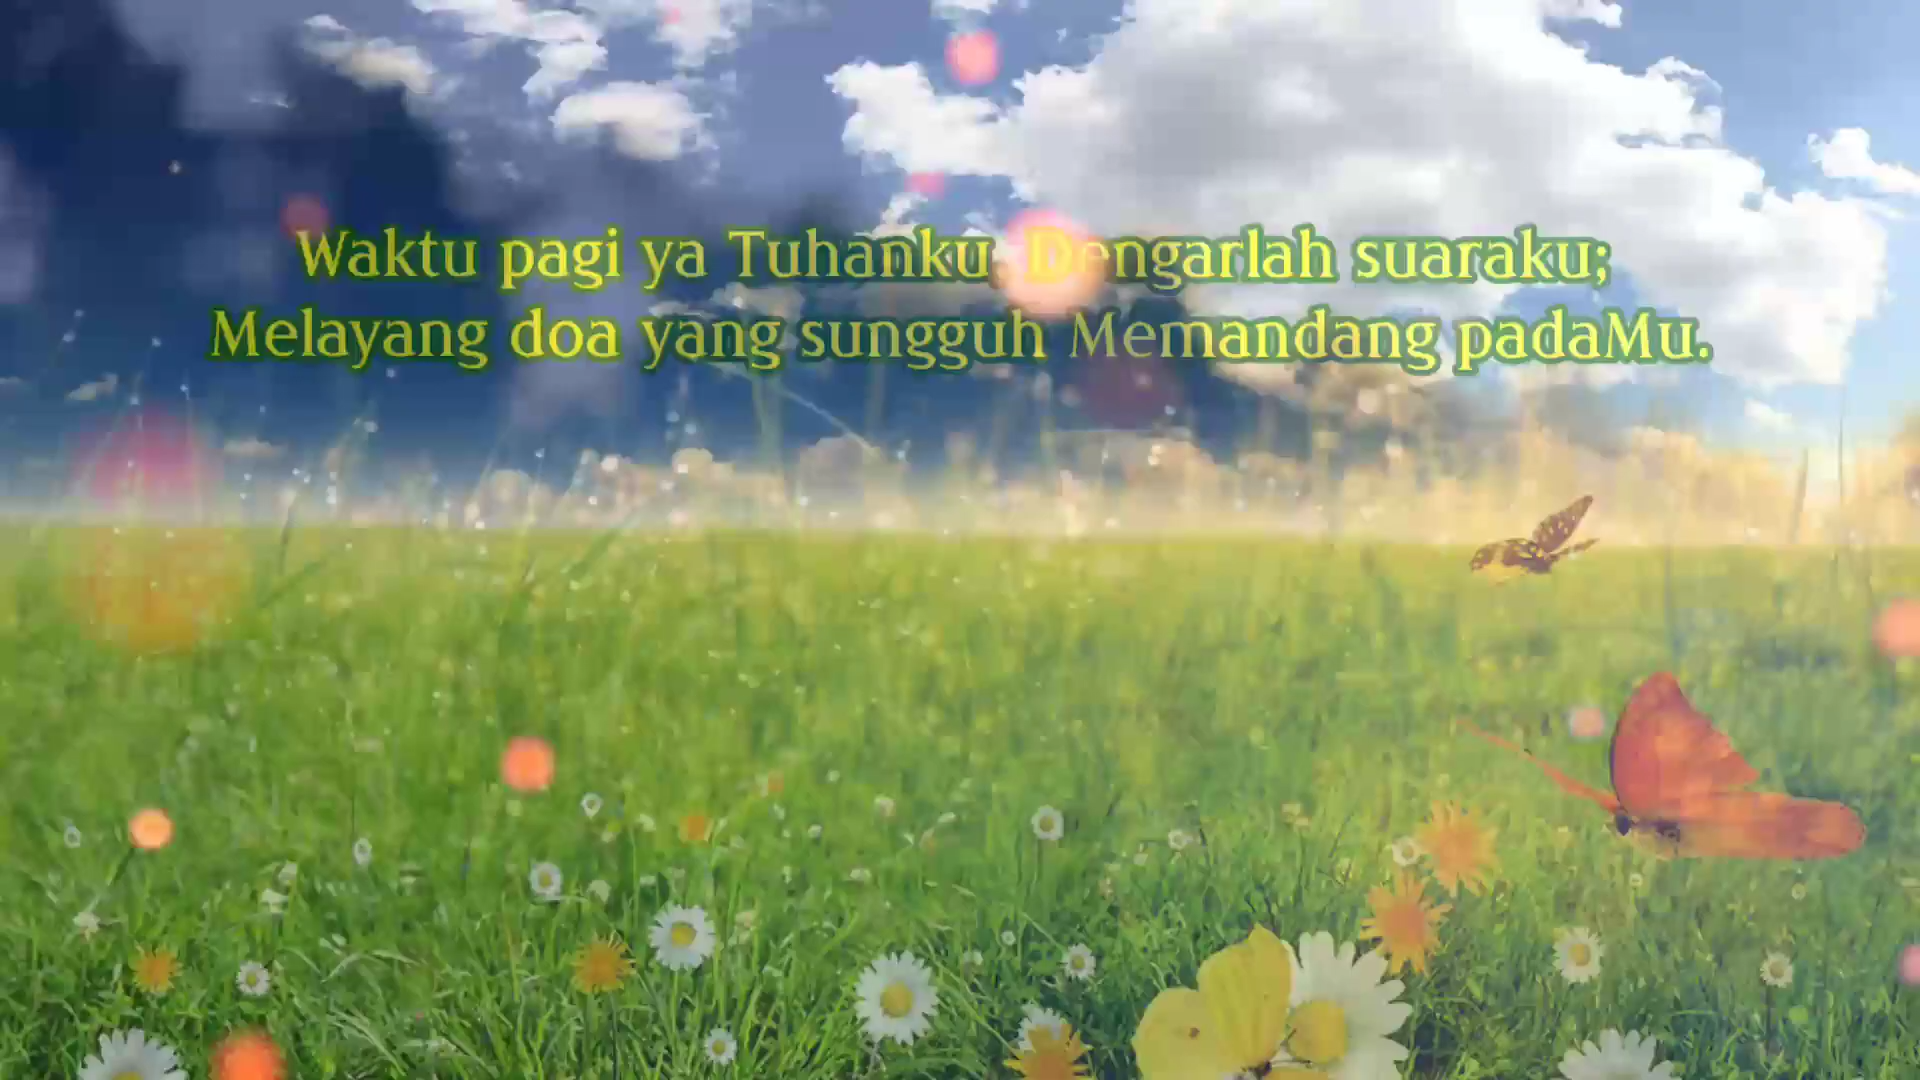 Waktu pagi ya Tuhanku, Dengarlah suaraku;
Melayang doa yang sungguh Memandang padaMu.